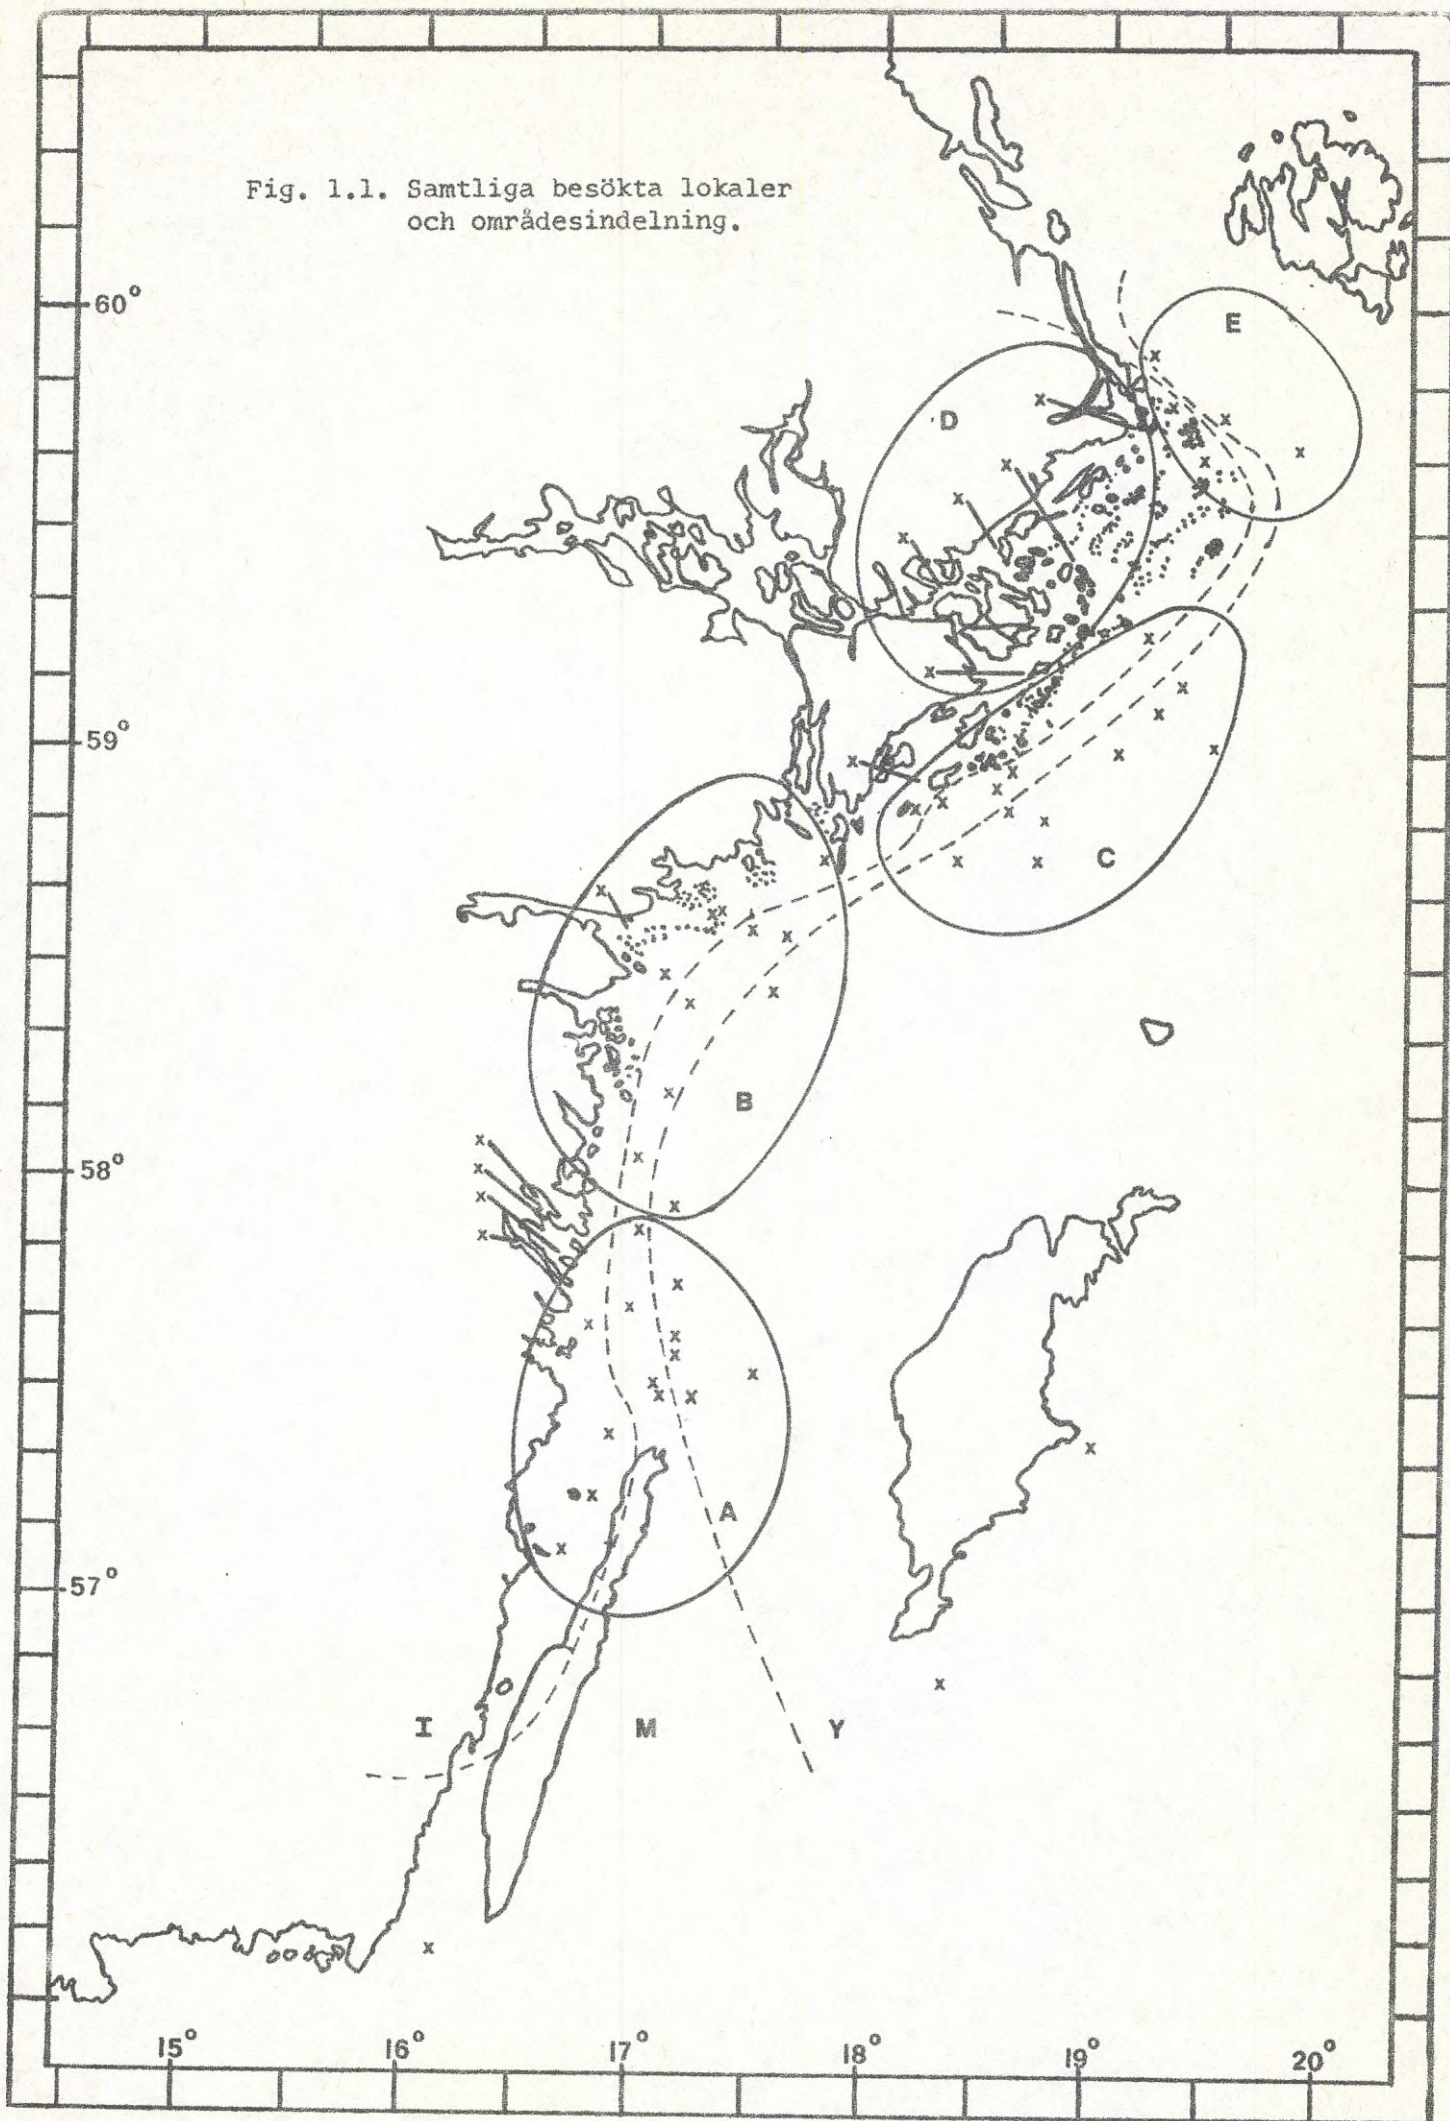 Fig. 1.1. Samtliga besökta lokaler
och områdesindelning.
60°
E
D
59°
C
B
58°
A
57°
I M Y
15° 16° 17° 18° 19° 20°